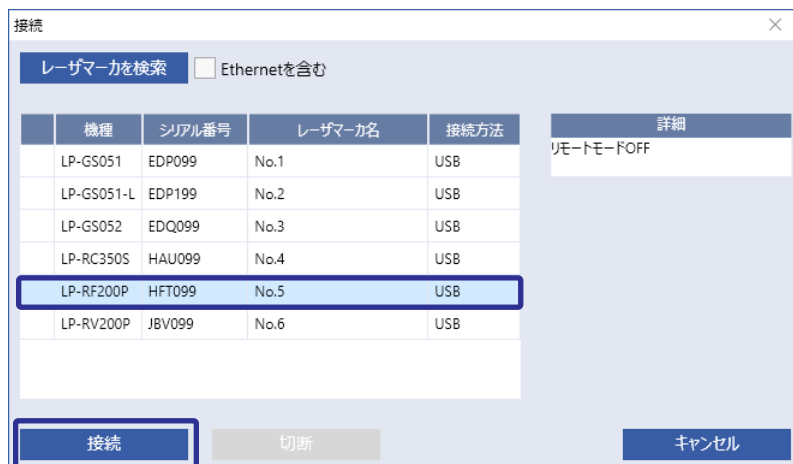 接続
レーザマーカを検索 Ethernetを含む
機種 シリアル番号 レーザマーカ名 接続方法 詳細
リモートモードOFF
LP-GS051 EDP099 No.1 USB
LP-GS051-L EDP199 No.2 USB
LP-GS052 EDQ099 No.3 USB
LP-RC350S HAU099 No.4 USB
LP-RF200P HFT099 No.5 USB
LP-RV200P JBV099 No.6 USB
接続 切断 キャンセル